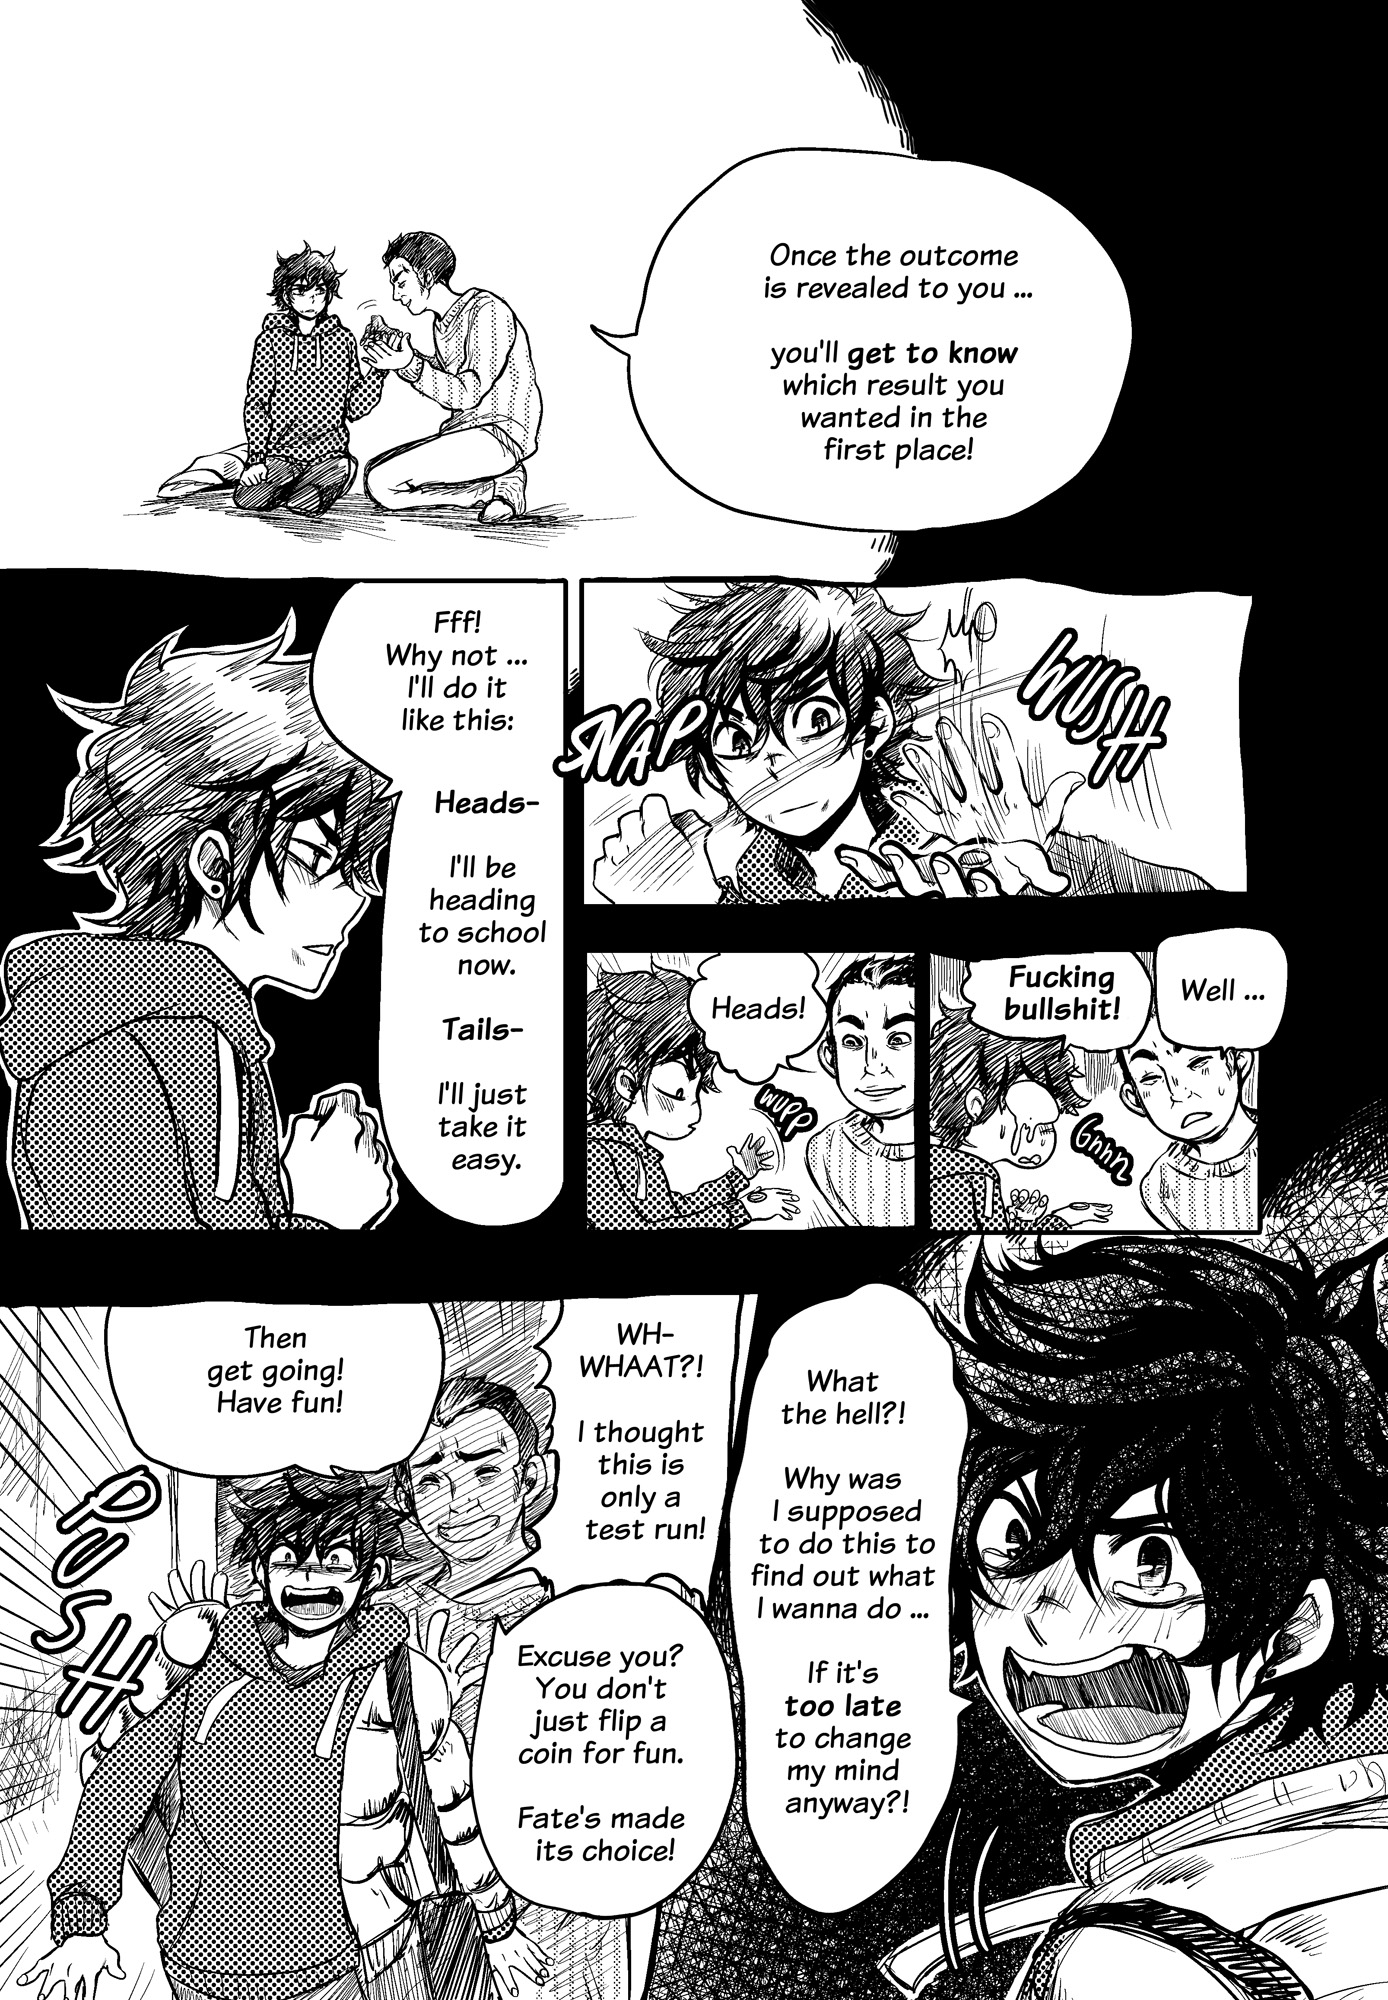 Once the outcome
is revealed to you ...
you'll get to know
which result you
wanted in the
first place!
Fff!
Why not ...
I'll do it
like this:
Heads-
I'll be
heading
to school
now.
Tails-
I'll just
take it
easy.
SNAP
WUSSH
Heads!
WUPP
Fucking
bullshit!
Well ...
Gnnn
Then
get going!
Have fun!
PUSH
WH-
WHAAT?!
I thought
this is
only a
test run!
Excuse you?
You don't
just flip a
coin for fun.
Fate's made
its choice!
What
the hell?!
Why was
I supposed
to do this to
find out what
I wanna do ...
If it's
too late
to change
my mind
anyway?!